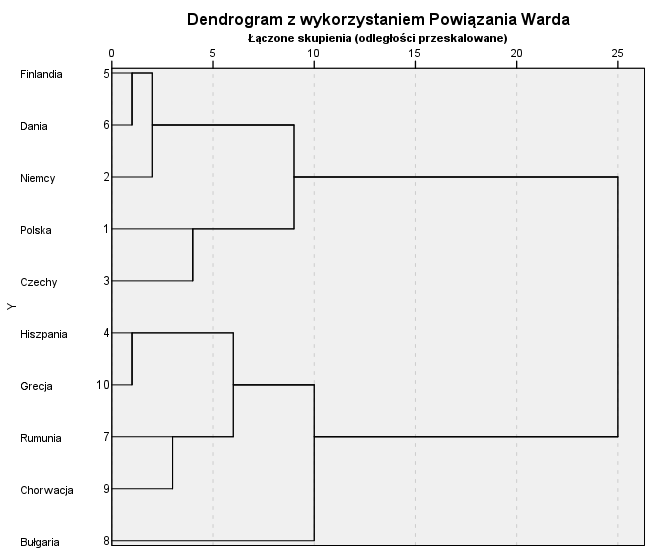 Dendrogram z wykorzystaniem Powiązania Warda
Łączone skupienia (odległości przeskalowane)
0 5 10 15 20 25
Finlandia 5
Dania 6
Niemcy 2
Polska 1
Czechy 3
Y
Hiszpania 4
Grecja 10
Rumunia 7
Chorwacja 9
Bułgaria 8